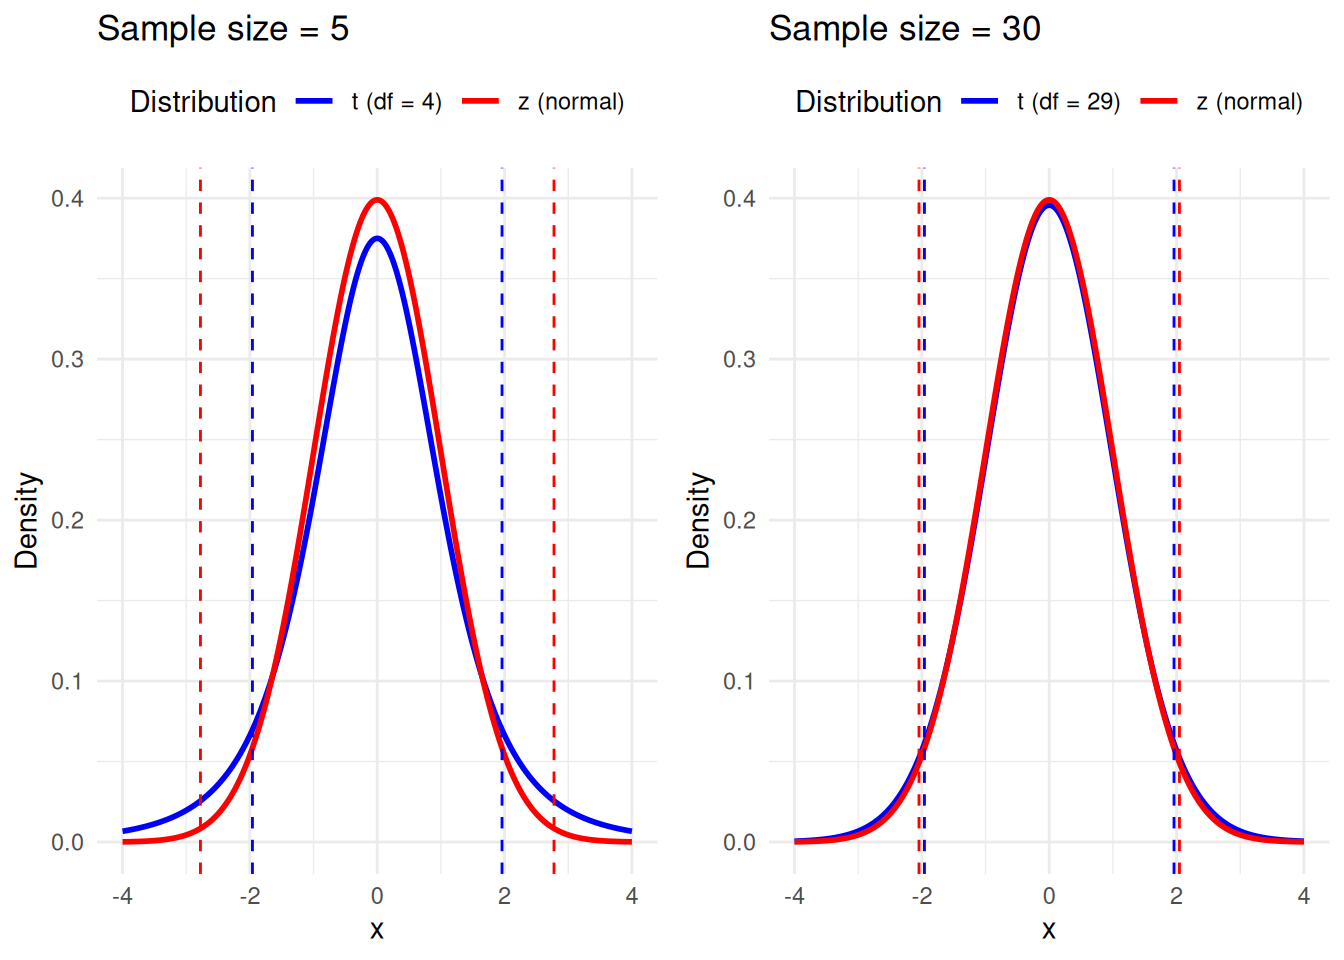 Sample size = 5
Distribution t (df = 4) z (normal)
0.4
0.3
0.2
0.1
0.0
Density
-4 -2 0 2 4
x
Sample size = 30
Distribution t (df = 29) z (normal)
0.4
0.3
0.2
0.1
0.0
Density
-4 -2 0 2 4
x